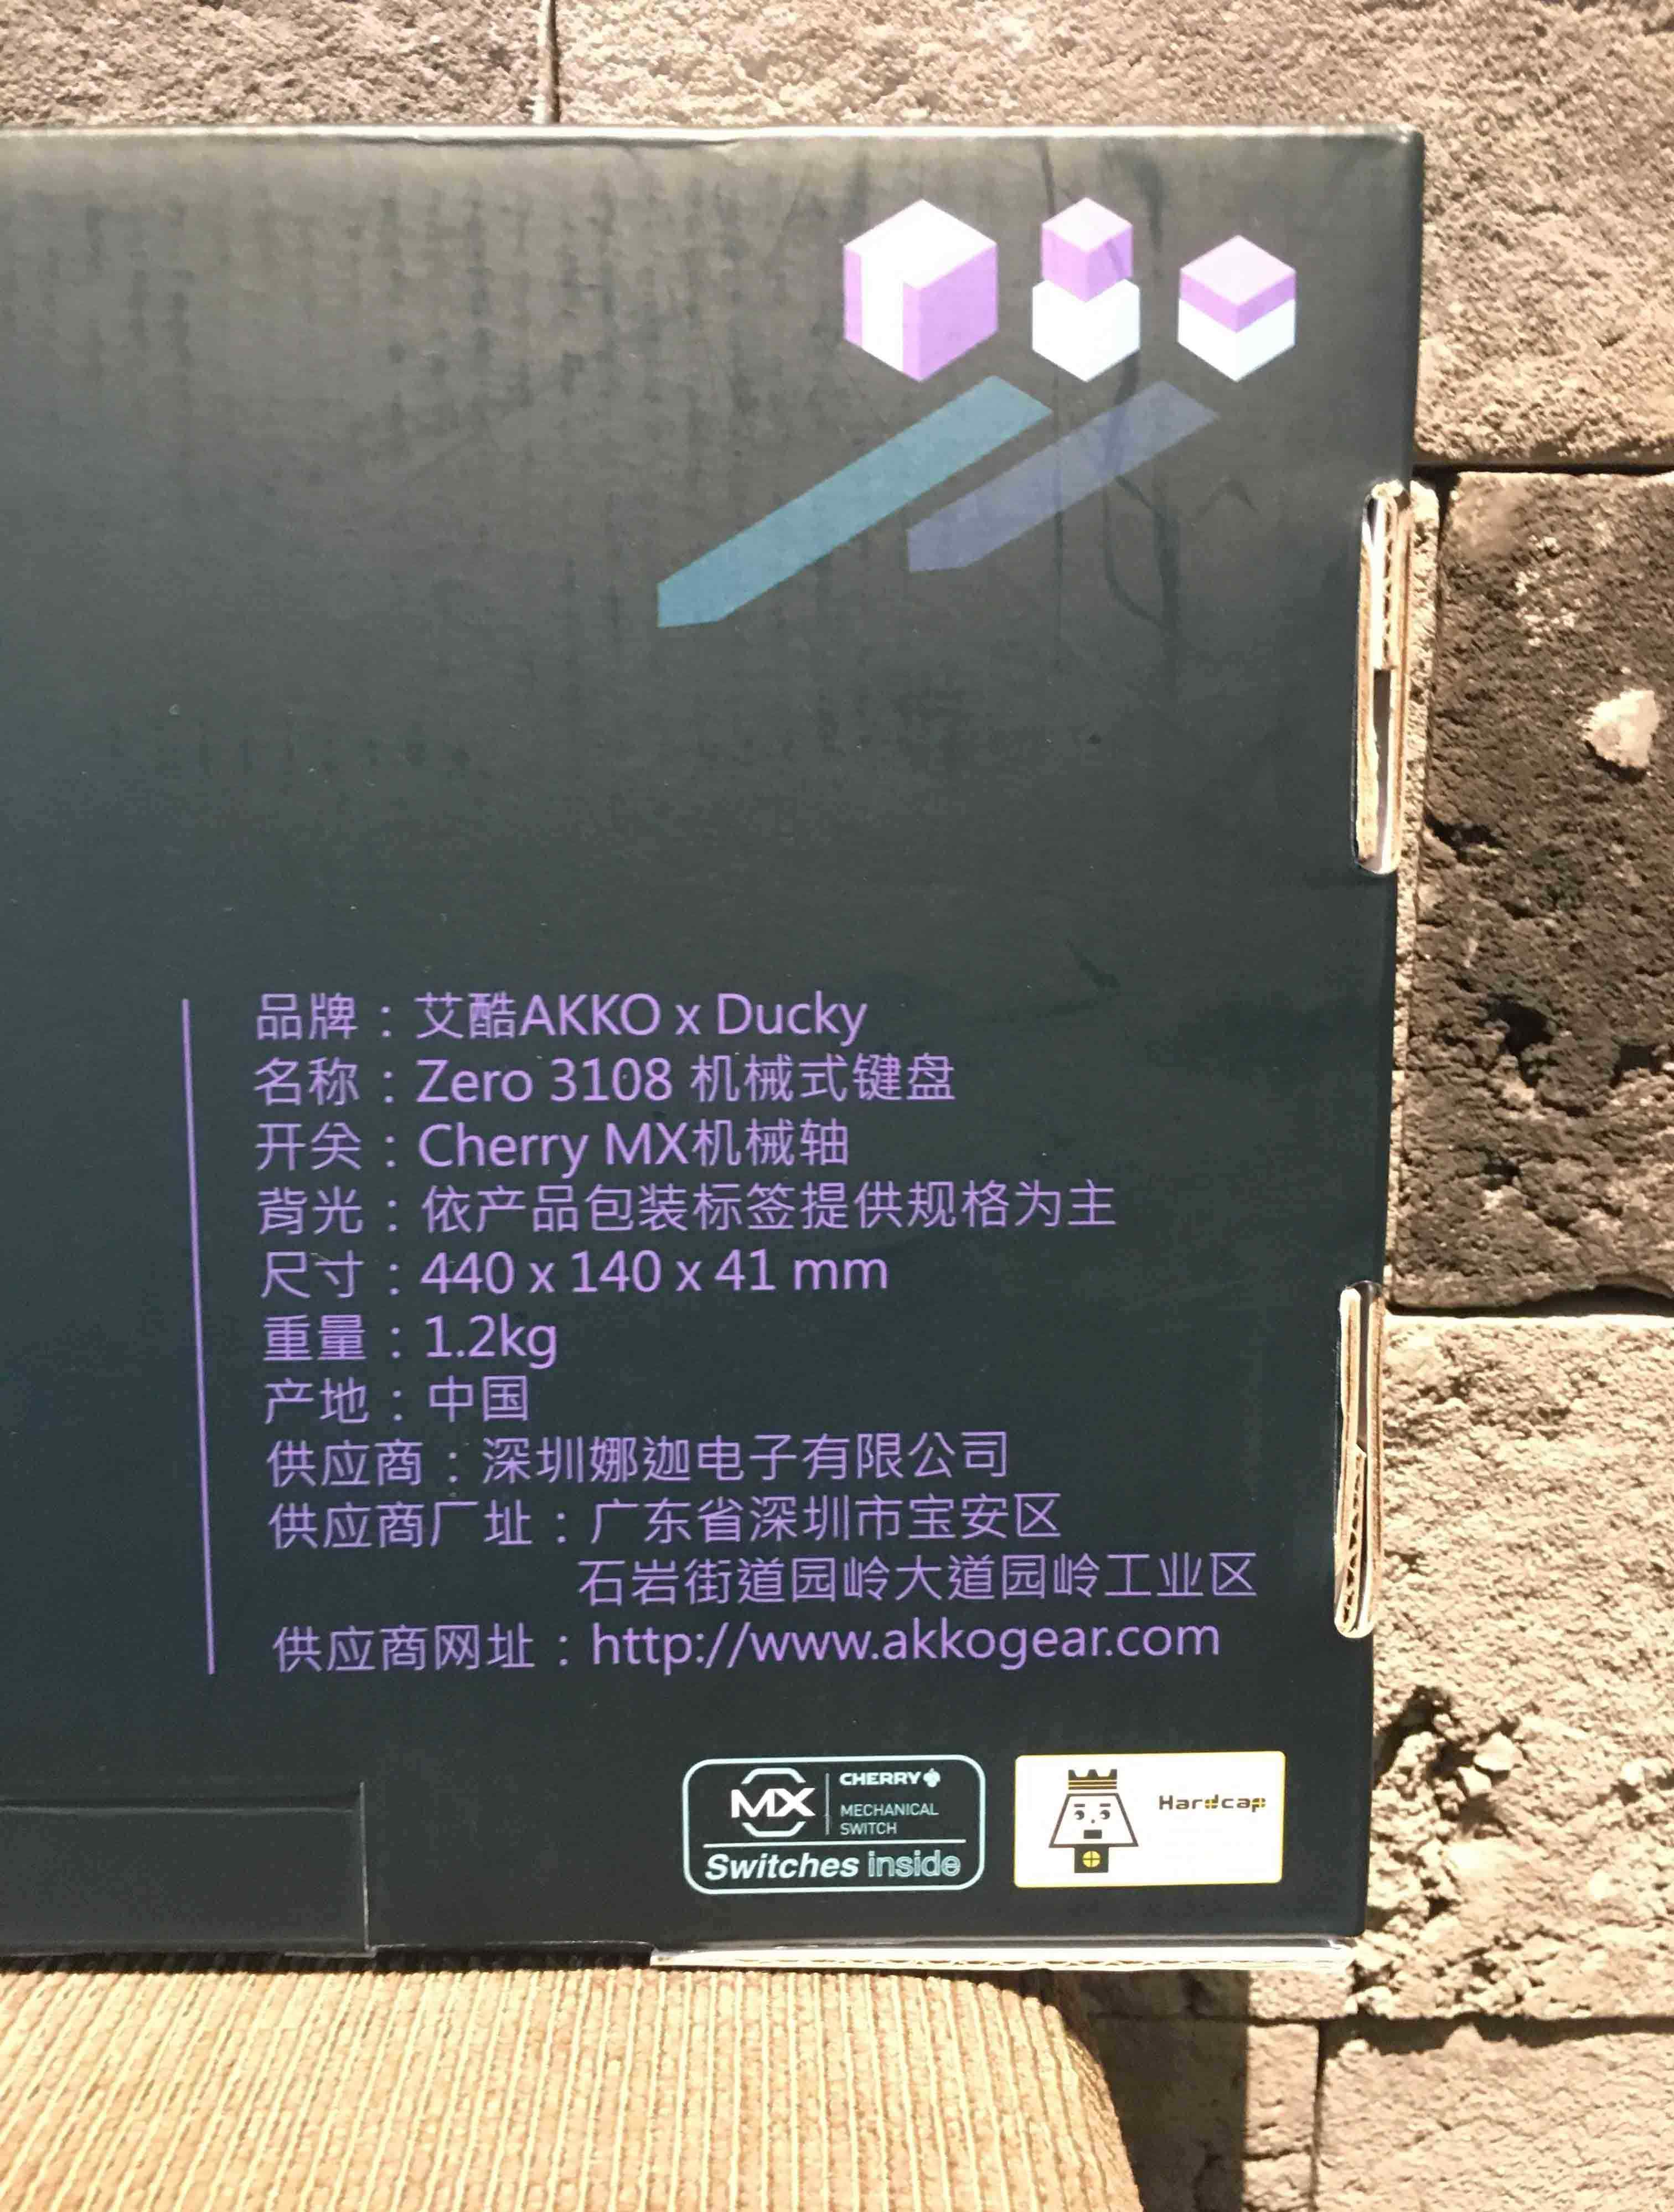 品牌：艾酷AKKO x Ducky
名称：Zero 3108 机械式键盘
开关：Cherry MX机械轴
背光：依产品包装标签提供规格为主
尺寸：440 x 140 x 41 mm
重量：1.2kg
产地：中国
供应商：深圳娜迦电子有限公司
供应商厂址：广东省深圳市宝安区
石岩街道园岭大道园岭工业区
供应商网址：http://www.akkogear.com
MX
CHERRY
MECHANICAL
SWITCH
Switches inside
Hardcap